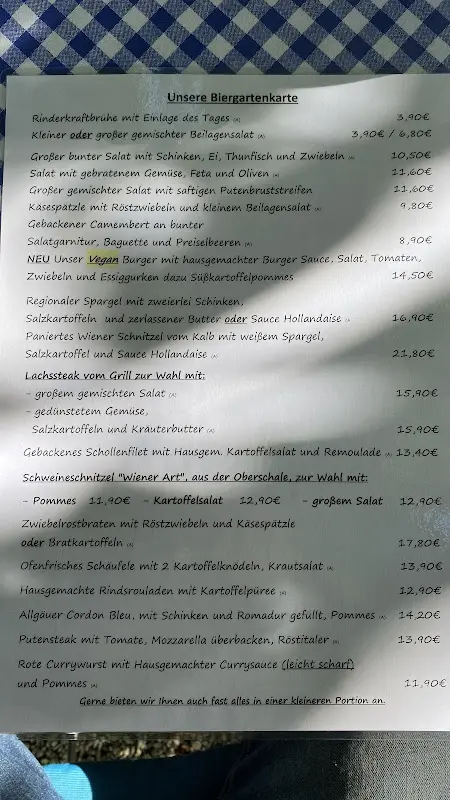 Unsere Biergartenkarte
Rinderkraftbrühe mit Einlage des Tages (A) 3,90€
Kleiner oder großer gemischter Beilagensalat (A) 3,90€ / 6,80€
Großer bunter Salat mit Schinken, Ei, Thunfisch und Zwiebeln (A) 10,50€
Salat mit gebratenem Gemüse, Feta und Oliven (A) 11,60€
Großer gemischter Salat mit saftigen Putenbruststreifen 11,60€
Käsespätzle mit Röstzwiebeln und kleinem Beilagensalat (A) 9,80€
Gebackener Camembert an bunter
Salatgarnitur, Baguette und Preiselbeeren (A) 8,90€
NEU Unser Vegan Burger mit hausgemachter Burger Sauce, Salat, Tomaten,
Zwiebeln und Essiggurken dazu Süßkartoffelpommes 14,50€
Regionaler Spargel mit zweierlei Schinken,
Salzkartoffeln und zerlassener Butter oder Sauce Hollandaise 16,90€
Paniertes Wiener Schnitzel vom Kalb mit weißem Spargel,
Salzkartoffel und Sauce Hollandaise (A) 21,80€
Lachssteak vom Grill zur Wahl mit:
- großem gemischten Salat (A) 15,90€
- gedünstetem Gemüse,
Salzkartoffeln und Kräuterbutter (A) 15,90€
Gebackenes Schollenfilet mit Hausgem. Kartoffelsalat und Remoulade (A) 13,40€
Schweineschnitzel "Wiener Art", aus der Oberschale, zur Wahl mit:
- Pommes 11,90€ - Kartoffelsalat 12,90€ - großem Salat 12,90€
Zwiebelrostbraten mit Röstzwiebeln und Käsespätzle
oder Bratkartoffeln (A) 17,80€
Ofenfrisches Schäufele mit 2 Kartoffelknödeln, Krautsalat (A) 13,90€
Hausgemachte Rindsrouladen mit Kartoffelpüree (A) 12,90€
Allgäuer Cordon Bleu, mit Schinken und Romadur gefüllt, Pommes (A) 14,20€
Putensteak mit Tomate, Mozzarella überbacken, Röstitaler (A) 13,90€
Rote Currywurst mit Hausgemachter Currysauce (leicht scharf)
und Pommes (A) 11,90€
Gerne bieten wir Ihnen auch fast alles in einer kleineren Portion an.